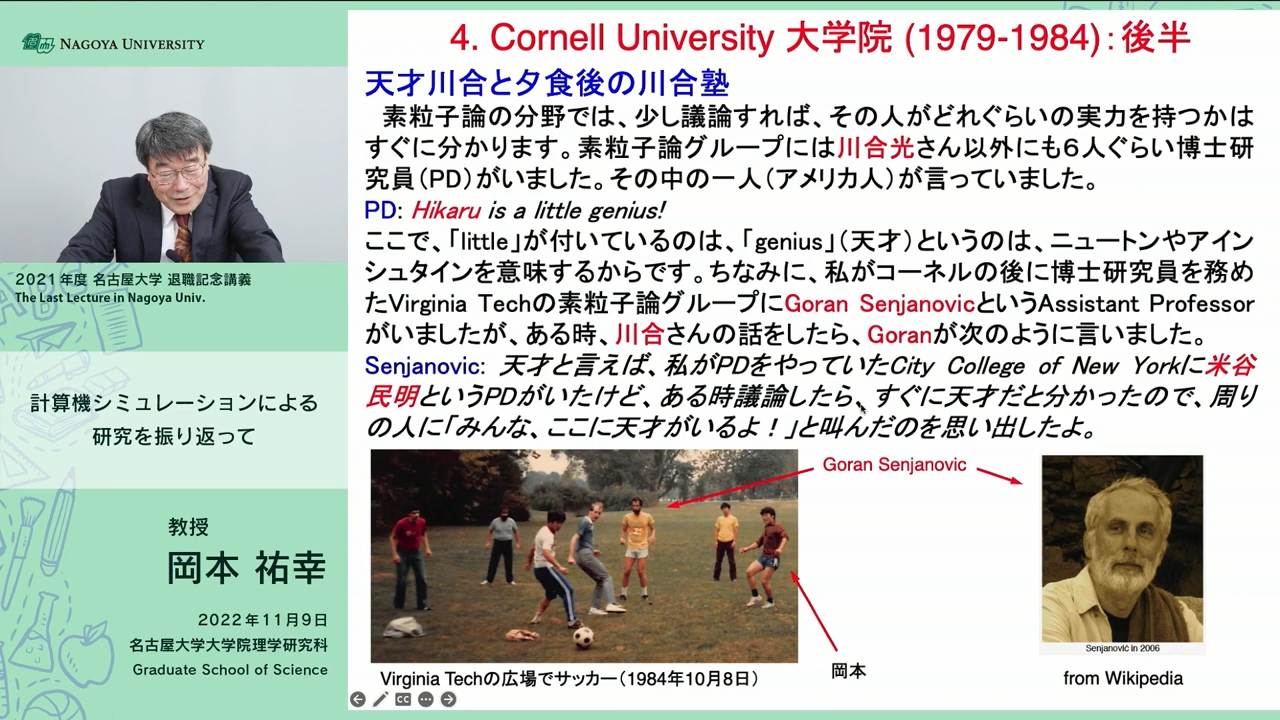 NAGOYA UNIVERSITY
2021年度 名古屋大学 退職記念講義
The Last Lecture in Nagoya Univ.
計算機シミュレーションによる
研究を振り返って
教授
岡本 祐幸
2022年11月9日
名古屋大学大学院理学研究科
Graduate School of Science
4. Cornell University 大学院 (1979-1984)：後半
天才川合と夕食後の川合塾
素粒子論の分野では、少し議論すれば、その人がどれぐらいの実力を持つかは
すぐに分かります。素粒子論グループには川合光さん以外にも６人ぐらい博士研
究員（PD）がいました。その中の一人（アメリカ人）が言っていました。
PD: Hikaru is a little genius!
ここで、「little」が付いているのは、「genius」（天才）というのは、ニュートンやアイン
シュタインを意味するからです。ちなみに、私がコーネルの後に博士研究員を務め
たVirginia Techの素粒子論グループにGoran SenjanovicというAssistant Professor
がいましたが、ある時、川合さんの話をしたら、Goranが次のように言いました。
Senjanovic: 天才と言えば、私がPDをやっていたCity College of New Yorkに米谷
民明というPDがいたけど、ある時議論したら、すぐに天才だと分かったので、周り
の人に「みんな、ここに天才がいるよ！」と叫んだのを思い出したよ。
Goran Senjanovic
岡本
Senjanović in 2006
Virginia Techの広場でサッカー（1984年10月8日）
from Wikipedia
CC